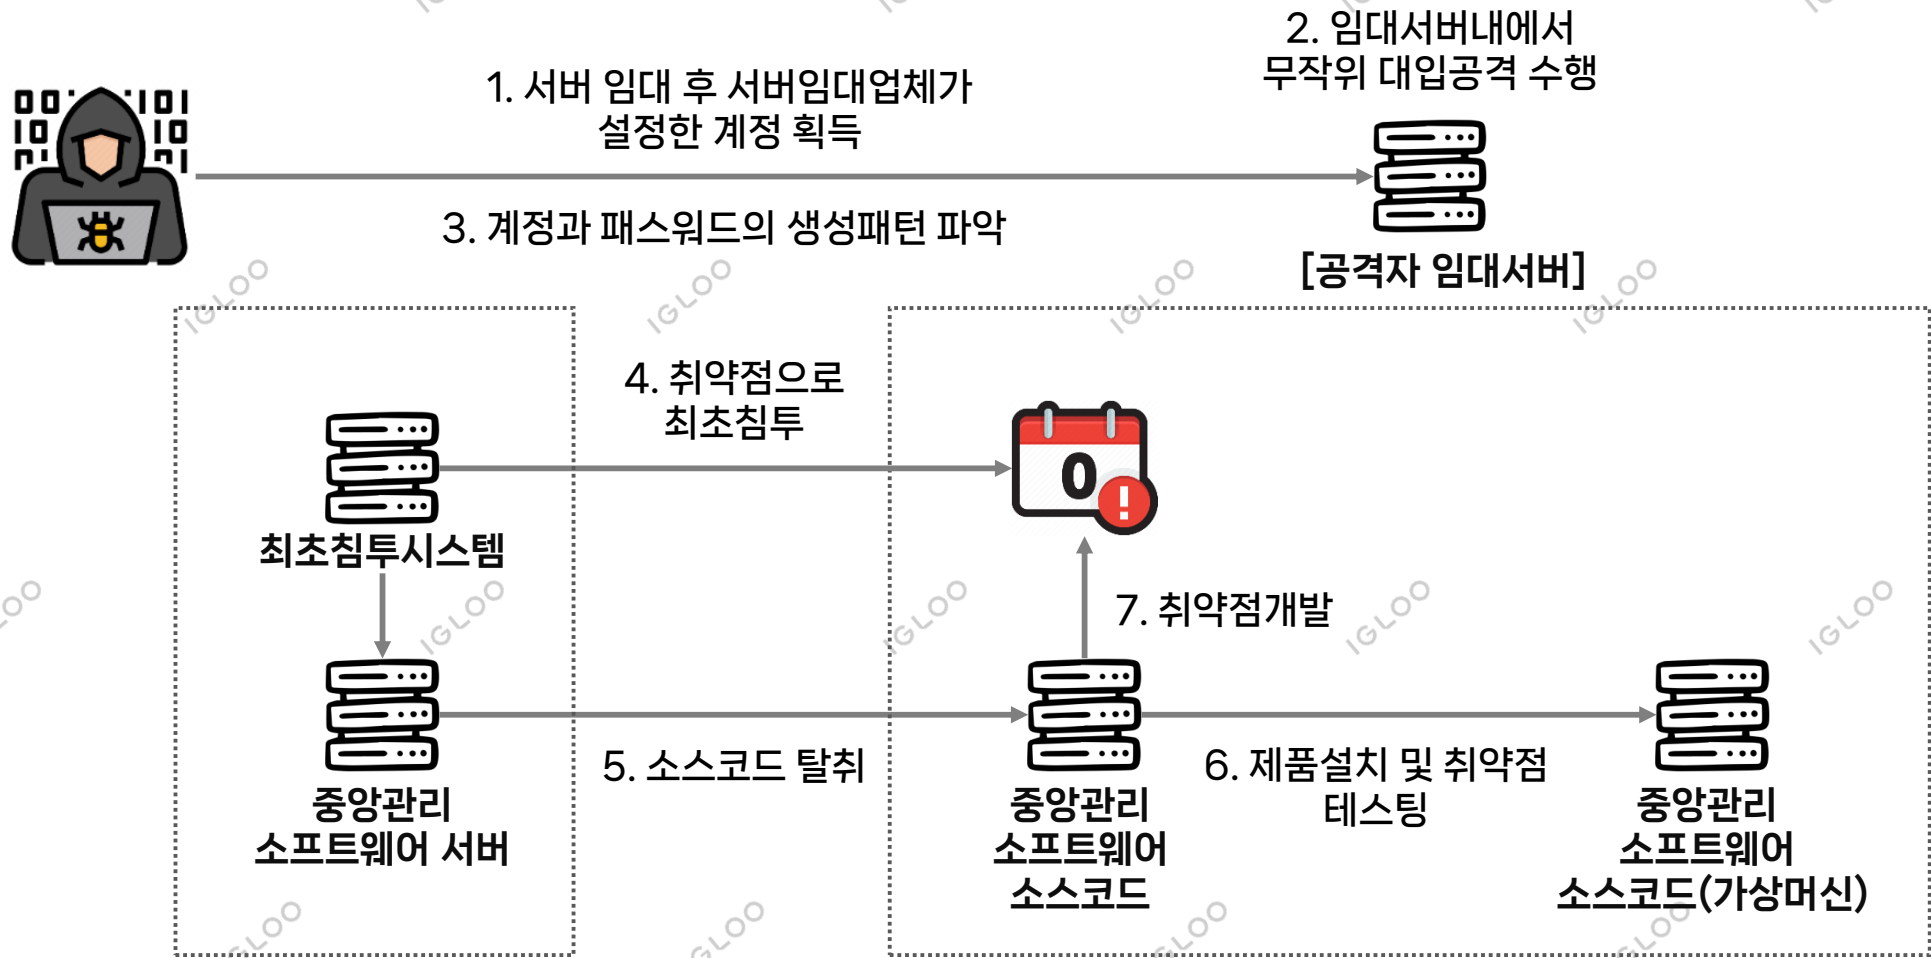 1. 서버 임대 후 서버임대업체가
설정한 계정 획득
2. 임대서버내에서
무작위 대입공격 수행
3. 계정과 패스워드의 생성패턴 파악
[공격자 임대서버]
4. 취약점으로
최초침투
0
!
최초침투시스템
7. 취약점개발
5. 소스코드 탈취
6. 제품설치 및 취약점
테스팅
중앙관리
소프트웨어 서버
중앙관리
소프트웨어
소스코드
중앙관리
소프트웨어
소스코드(가상머신)
IGLOO
IGLOO
IGLOO
IGLOO
IGLOO
IGLOO
IGLOO
IGLOO